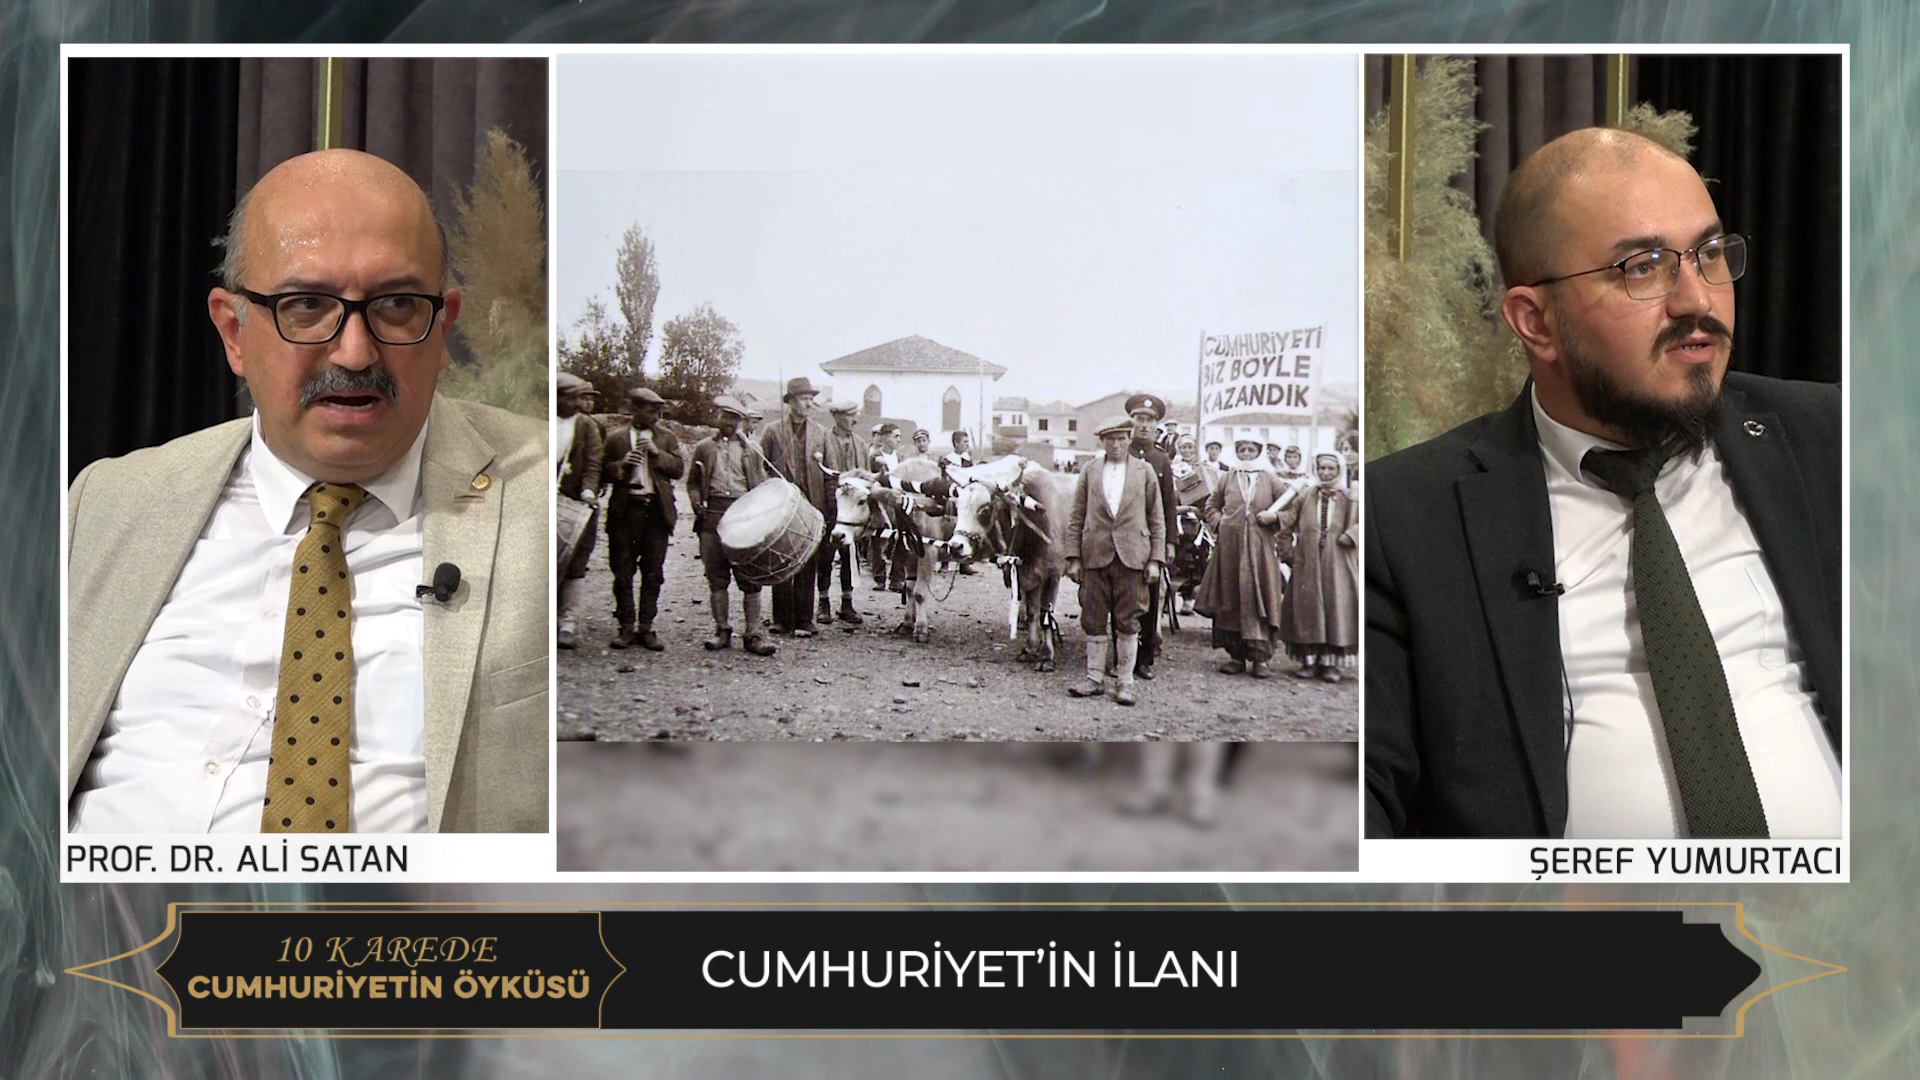 CUMHURİYETİ
BİZ BÖYLE
KAZANDIK
PROF. DR. ALİ SATAN
ŞEREF YUMURTACI
10 KAREDE
CUMHURİYETİN ÖYKÜSÜ
CUMHURİYET’İN İLANI